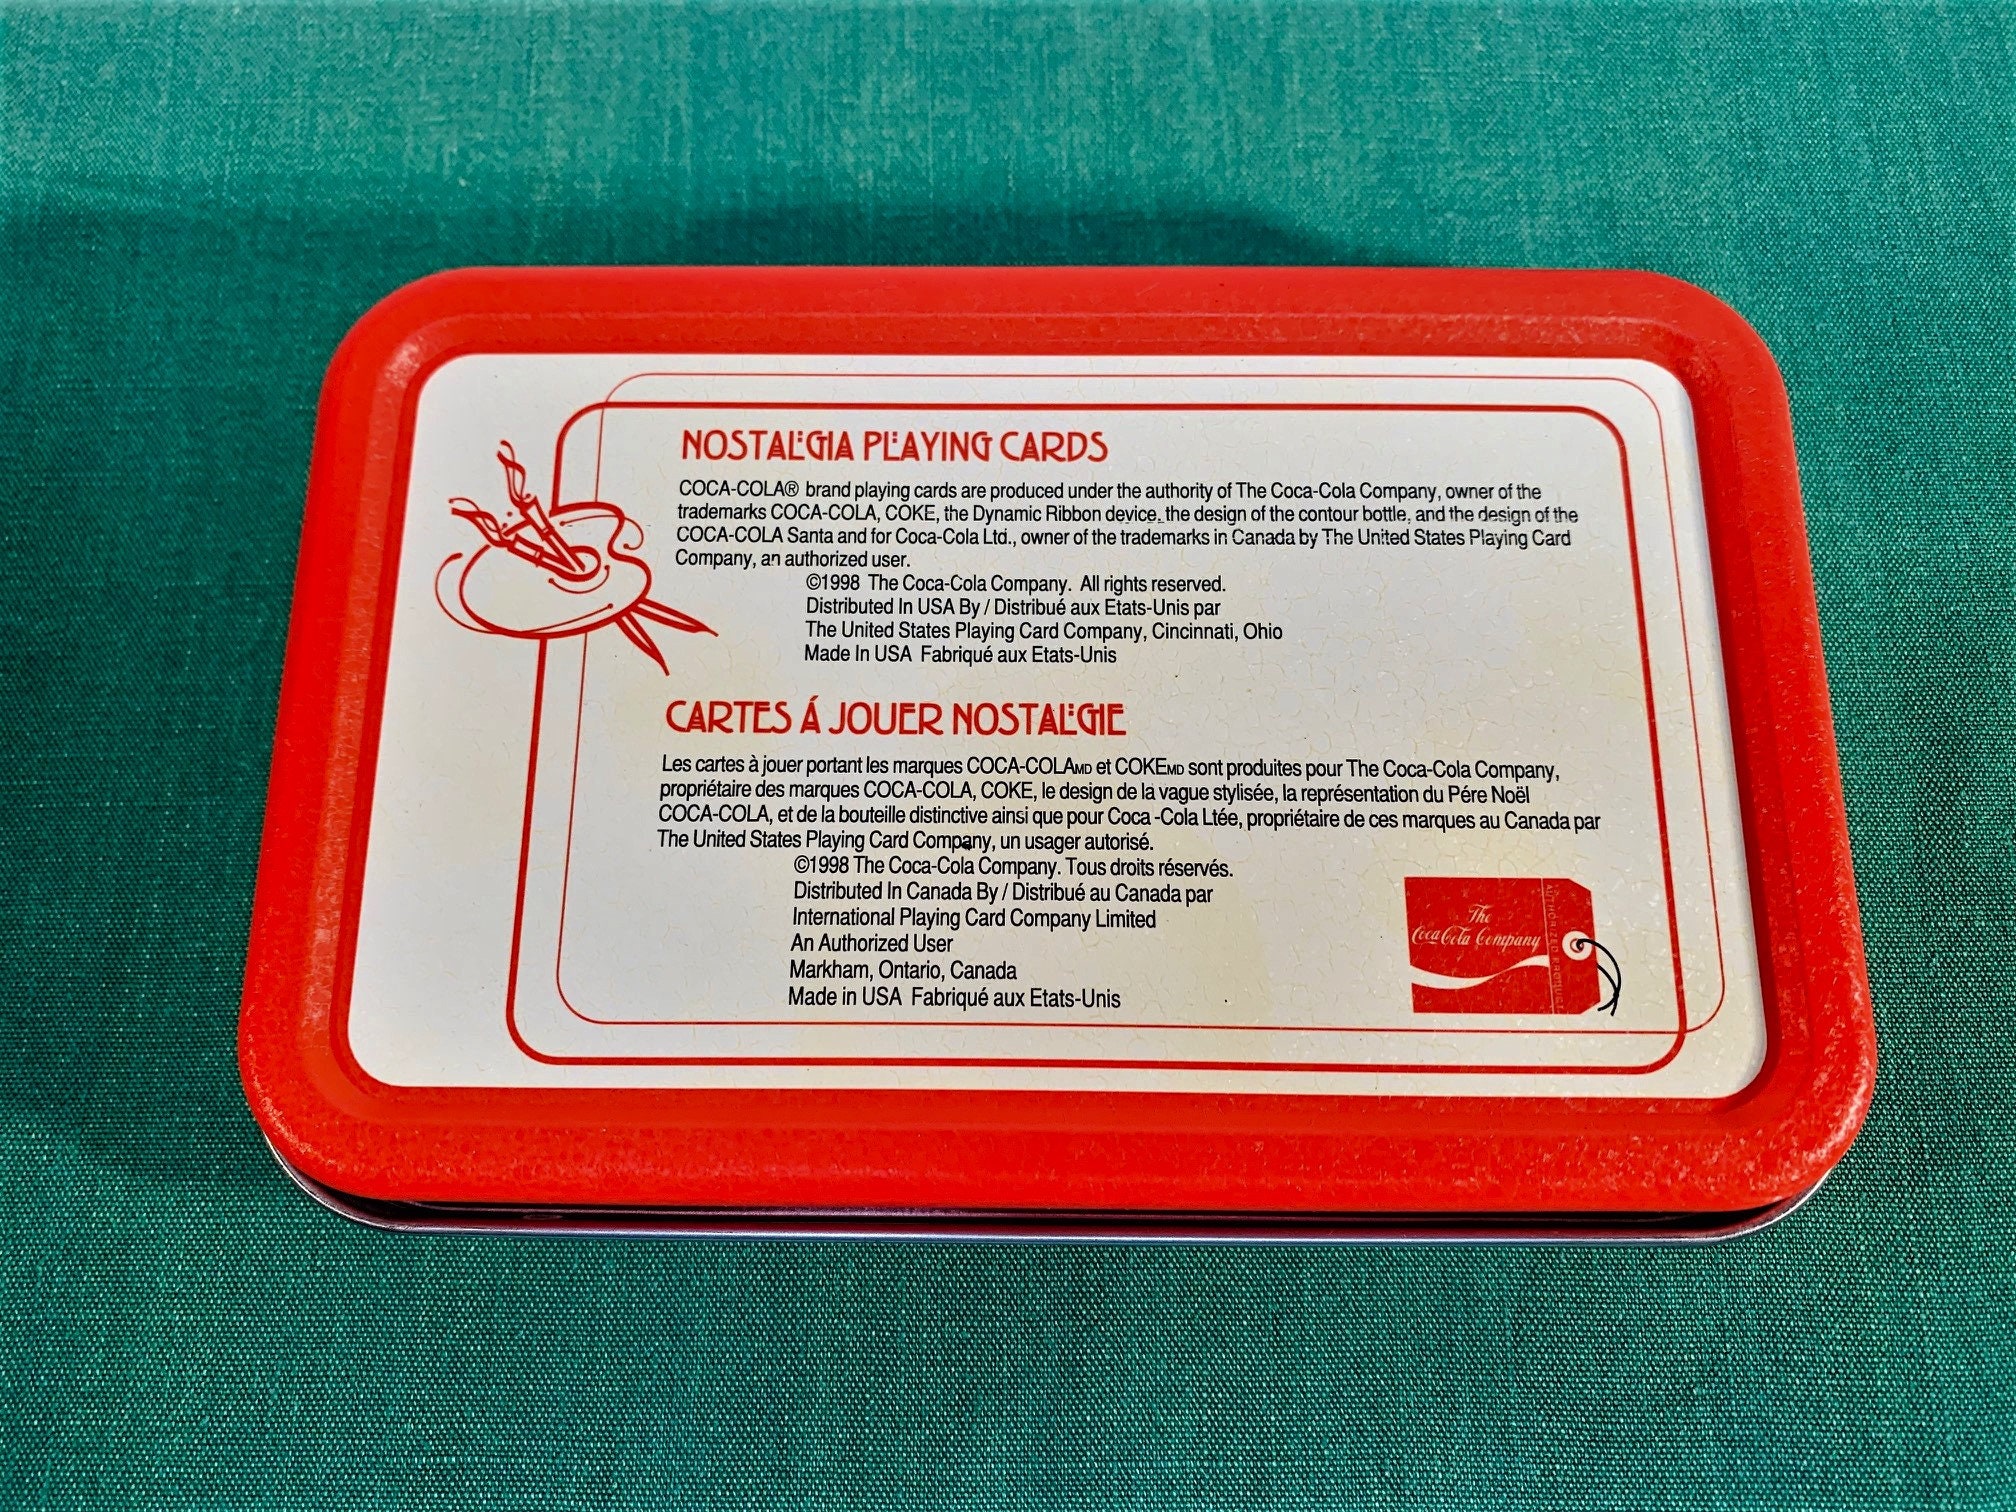 NOSTALGIA PLAYING CARDS
COCA-COLA® brand playing cards are produced under the authority of The Coca-Cola Company, owner of the
trademarks COCA-COLA, COKE, the Dynamic Ribbon device, the design of the contour bottle, and the design of the
COCA-COLA Santa and for Coca-Cola Ltd., owner of the trademarks in Canada by The United States Playing Card
Company, an authorized user.
©1998 The Coca-Cola Company. All rights reserved.
Distributed In USA By / Distribué aux Etats-Unis par
The United States Playing Card Company, Cincinnati, Ohio
Made In USA Fabriqué aux Etats-Unis
CARTES Á JOUER NOSTALGIE
Les cartes à jouer portant les marques COCA-COLAMD et COKEMD sont produites pour The Coca-Cola Company,
propriétaire des marques COCA-COLA, COKE, le design de la vague stylisée, la représentation du Pére Noël
COCA-COLA, et de la bouteille distinctive ainsi que pour Coca -Cola Ltée, propriétaire de ces marques au Canada par
The United States Playing Card Company, un usager autorisé.
©1998 The Coca-Cola Company. Tous droits réservés.
Distributed In Canada By / Distribué au Canada par
International Playing Card Company Limited
An Authorized User
Markham, Ontario, Canada
Made in USA Fabriqué aux Etats-Unis
The
Coca-Cola Company
AUTHORIZED PRODUCT